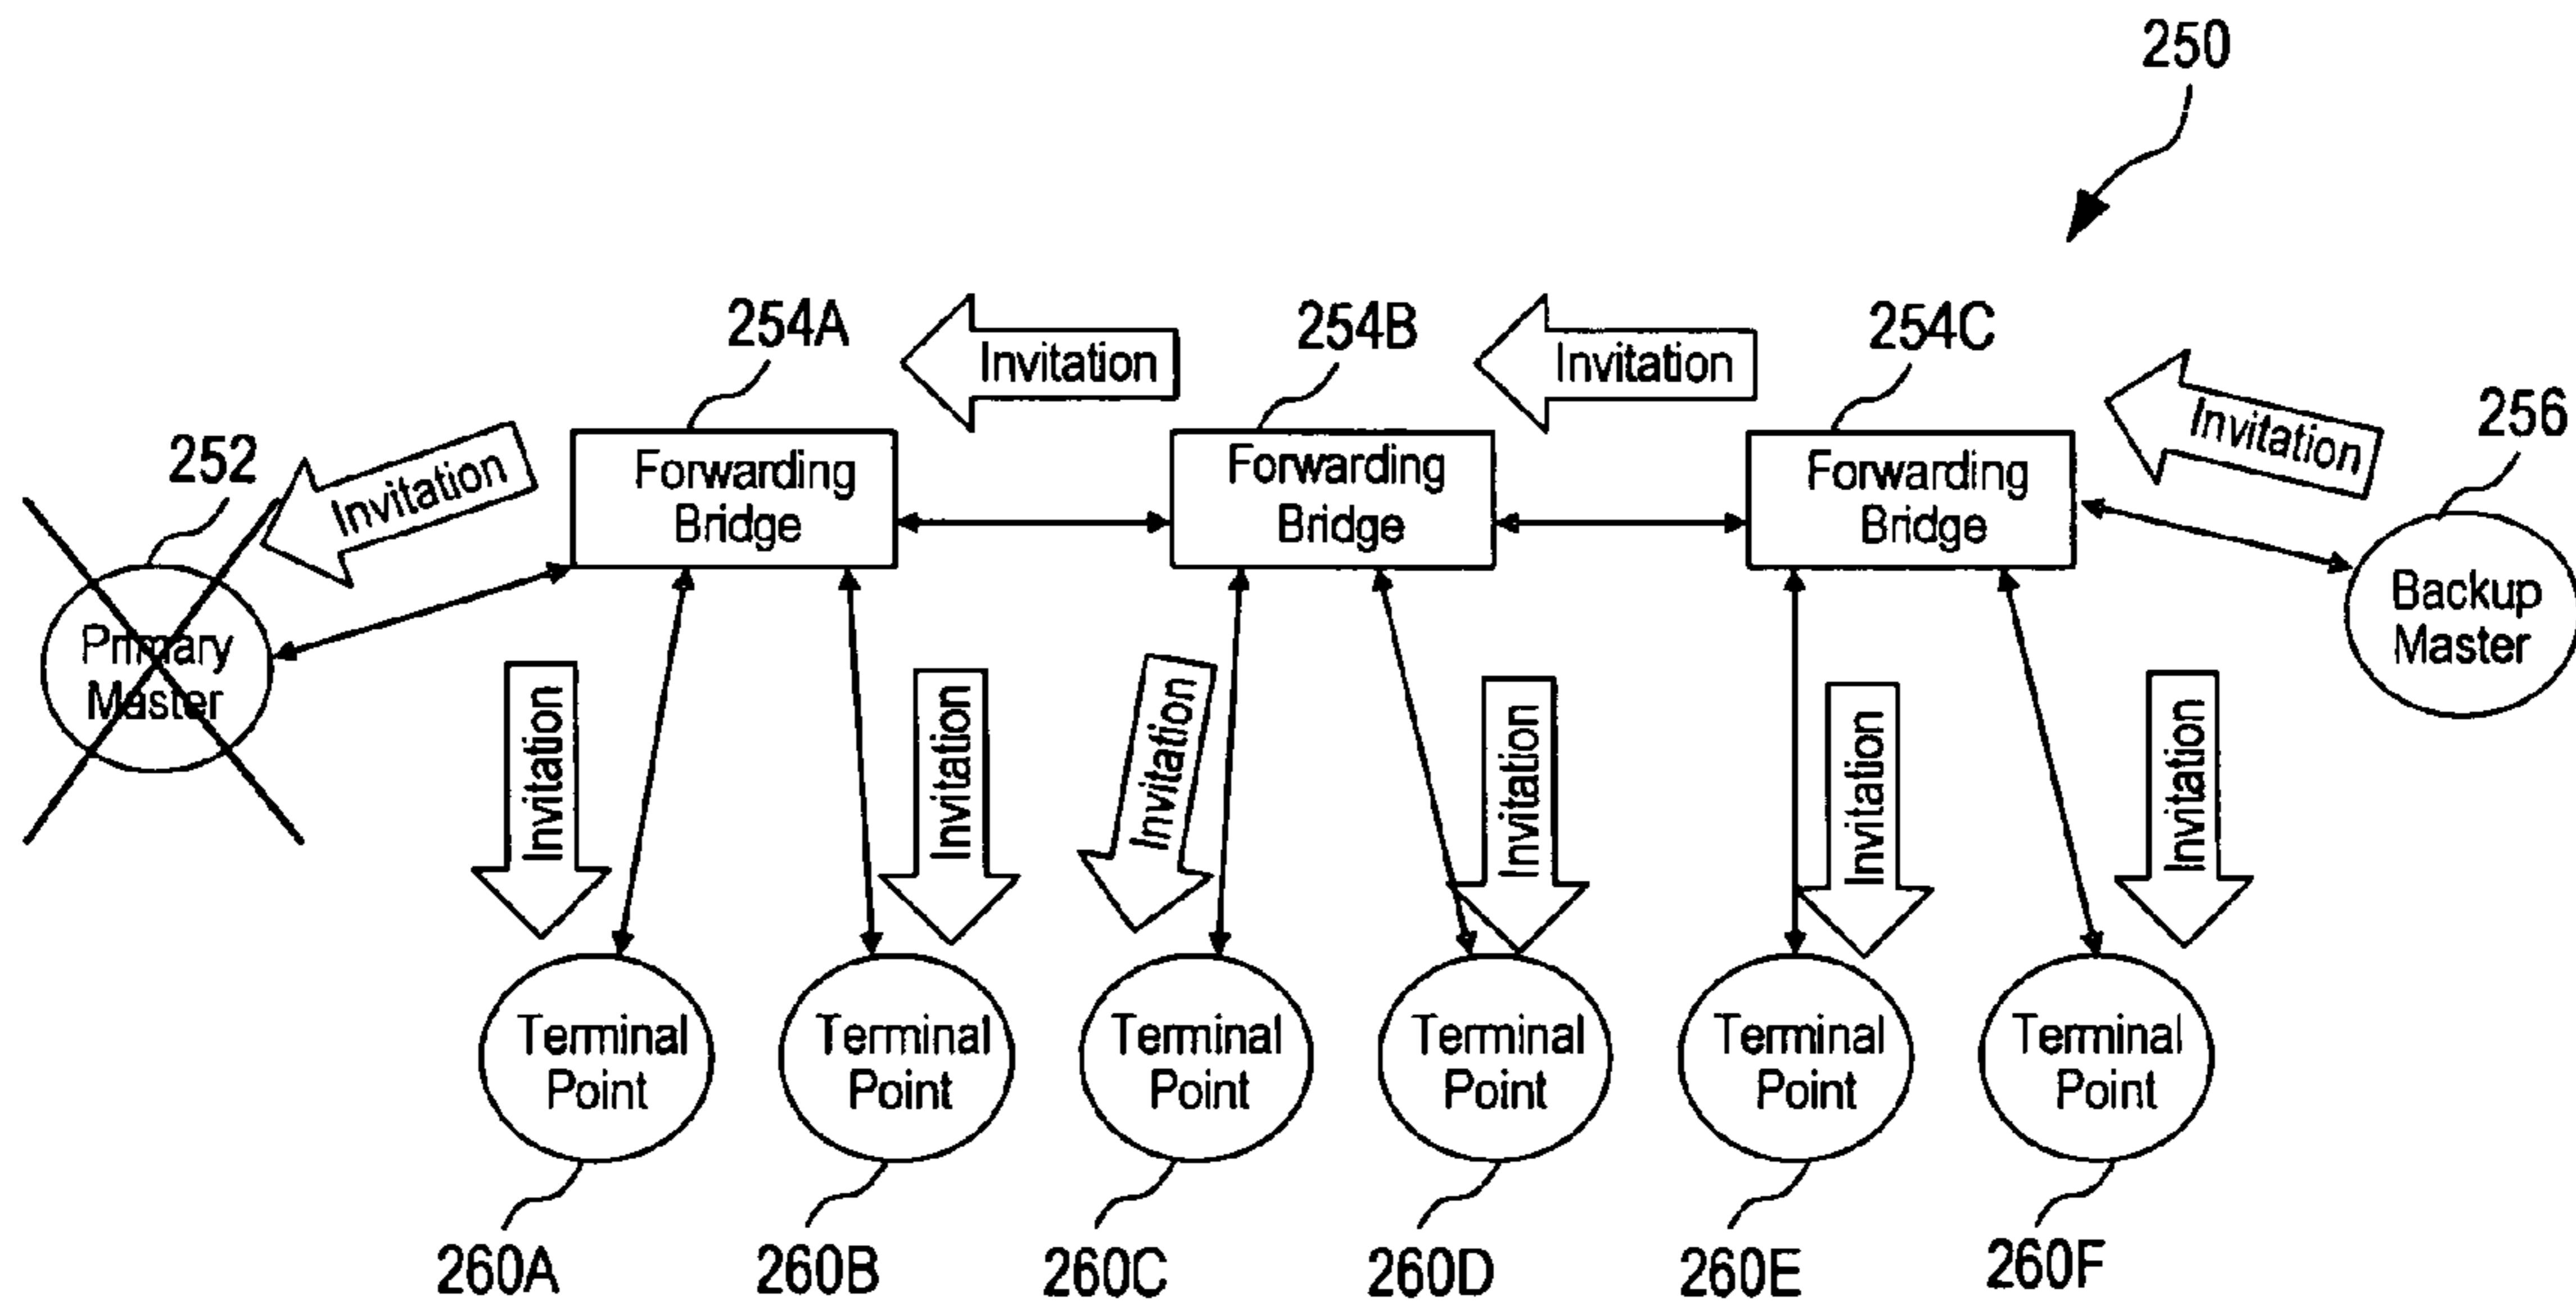 250
254A
Invitation
254B
Invitation
254C
Invitation
256
252
Invitation
Forwarding
Bridge
Forwarding
Bridge
Forwarding
Bridge
Primary
Master
Backup
Master
Invitation
Invitation
Invitation
Invitation
Invitation
Invitation
Terminal
Point
Terminal
Point
Terminal
Point
Terminal
Point
Terminal
Point
Terminal
Point
260A
260B
260C
260D
260E
260F